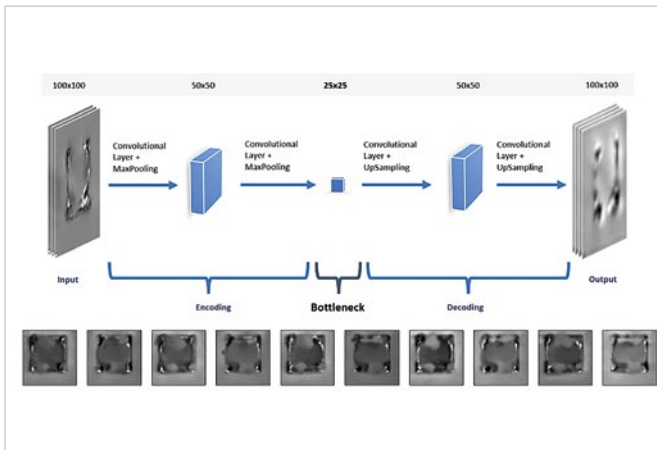 100x100 50x50 25x25 50x50 100x100
Convolutional
Layer +
MaxPooling
Convolutional
Layer +
MaxPooling
Convolutional
Layer +
UpSampling
Convolutional
Layer +
UpSampling
Input
Encoding
Bottleneck
Decoding
Output